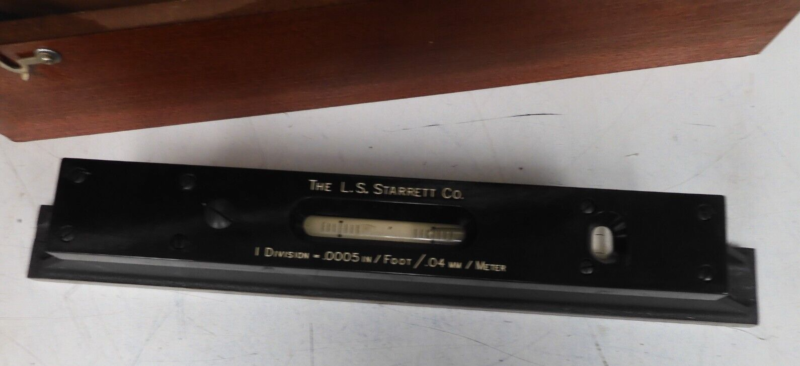 THE L. S. STARRETT CO.
1 DIVISION = .0005 IN / FOOT / .04 MM / METER